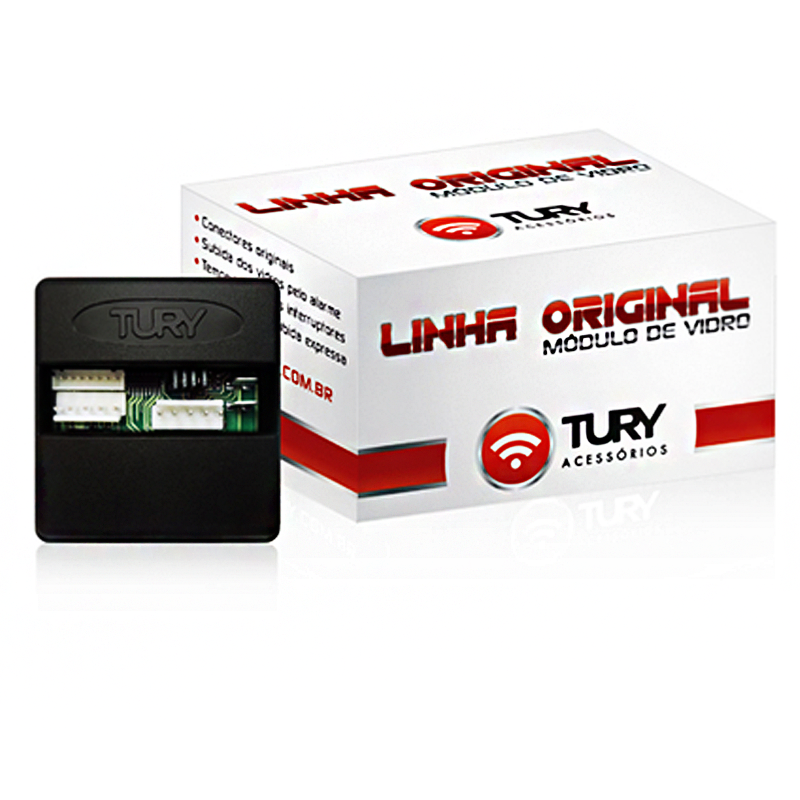 LINHA ORIGINAL
MÓDULO DE VIDRO
TURY
ACESSÓRIOS
• Conectores originais
• Subida dos vidros pelo alarme
interruptores
expressa
.COM.BR
TURY
LINHA ORIGINAL
MÓDULO DE VIDRO
TURY
ACESSÓRIOS